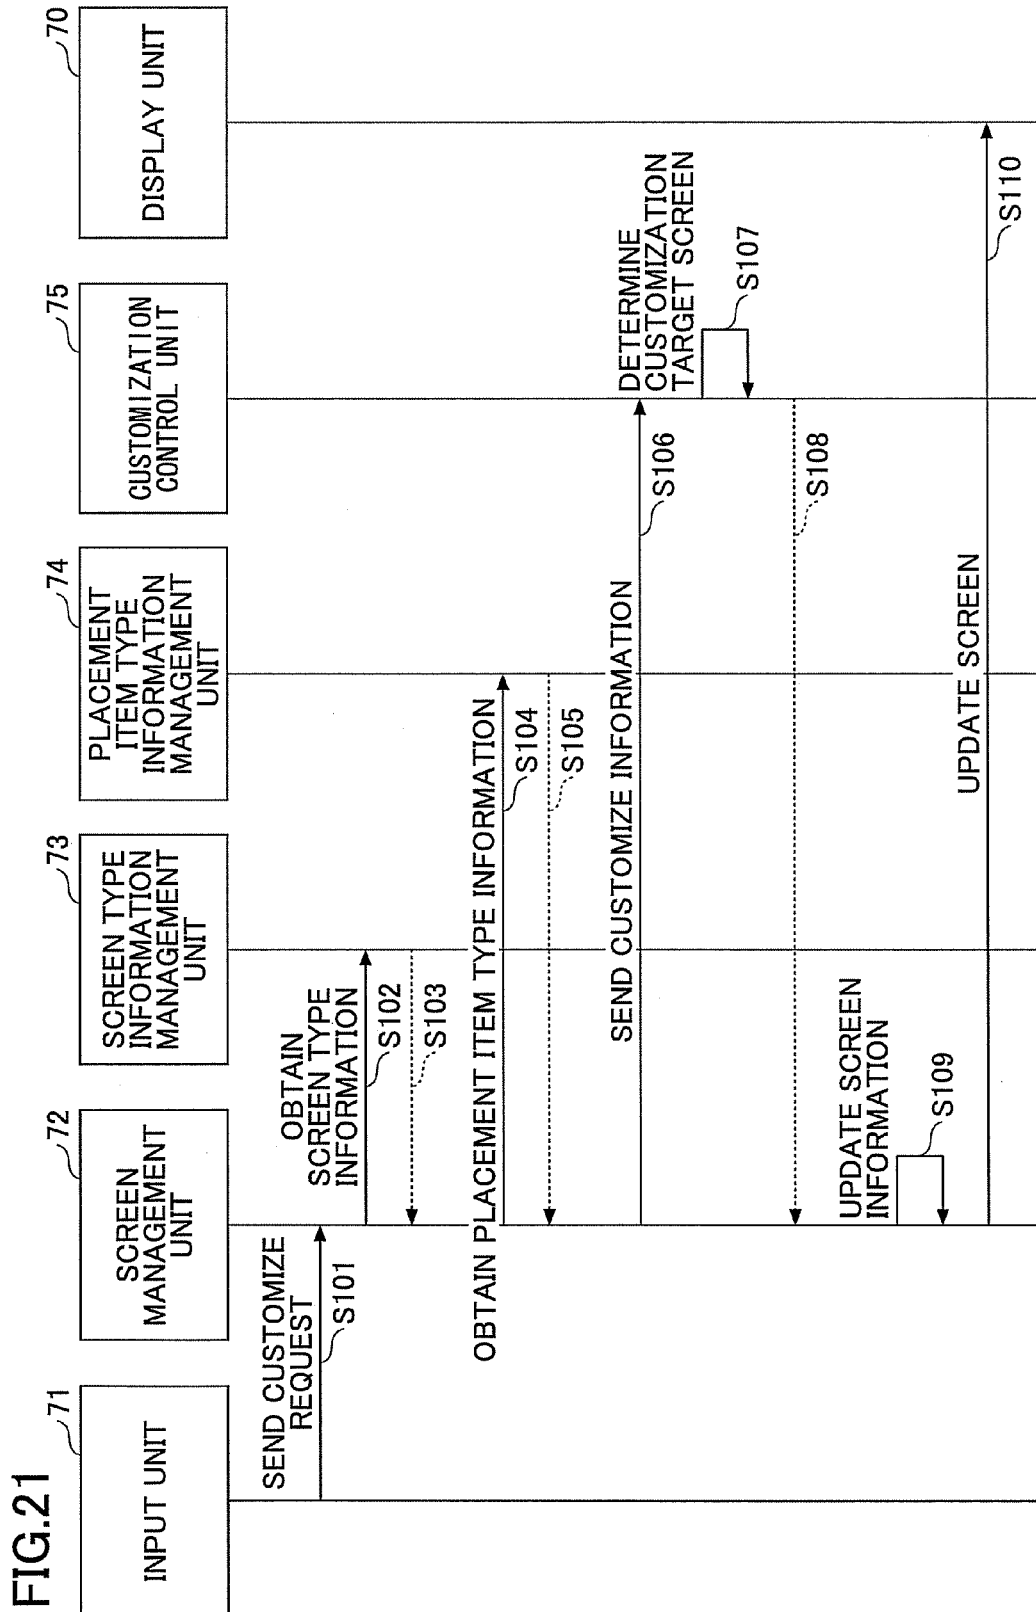 FIG.21
71
INPUT UNIT
72
SCREEN
MANAGEMENT
UNIT
73
SCREEN TYPE
INFORMATION
MANAGEMENT
UNIT
74
PLACEMENT
ITEM TYPE
INFORMATION
MANAGEMENT
UNIT
75
CUSTOMIZATION
CONTROL UNIT
70
DISPLAY UNIT
SEND CUSTOMIZE
REQUEST
S101
OBTAIN
SCREEN TYPE
INFORMATION
S102
S103
OBTAIN PLACEMENT ITEM TYPE INFORMATION
S104
S105
SEND CUSTOMIZE INFORMATION
S106
DETERMINE
CUSTOMIZATION
TARGET SCREEN
S107
S108
UPDATE SCREEN
INFORMATION
S109
UPDATE SCREEN
S110